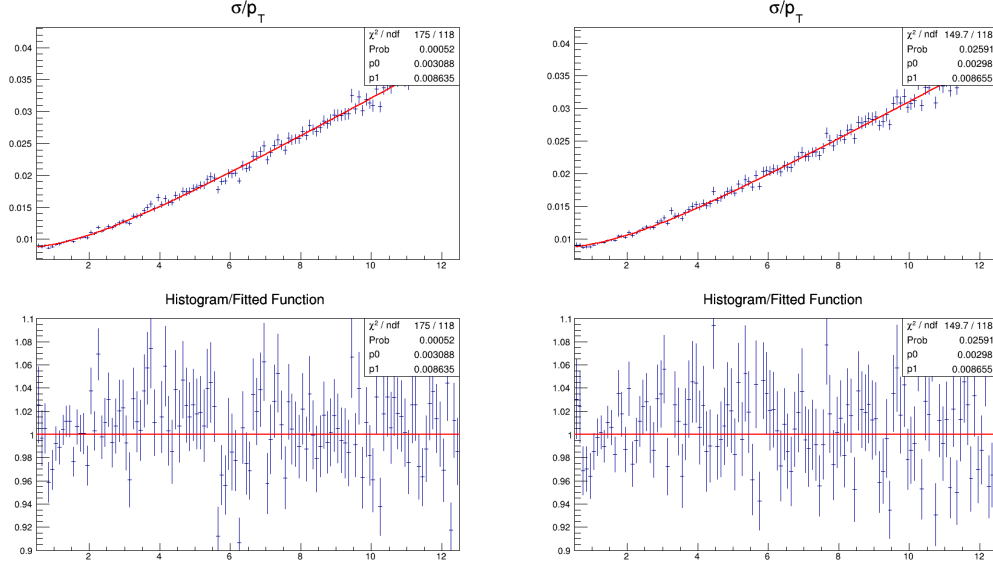 σ/p_T
χ² / ndf 175 / 118
Prob 0.00052
p0 0.003088
p1 0.008635
0.04
0.035
0.03
0.025
0.02
0.015
0.01
2 4 6 8 10 12
σ/p_T
χ² / ndf 149.7 / 118
Prob 0.02591
p0 0.00298
p1 0.008655
0.04
0.035
0.03
0.025
0.02
0.015
0.01
2 4 6 8 10 12
Histogram/Fitted Function
χ² / ndf 175 / 118
Prob 0.00052
p0 0.003088
p1 0.008635
1.1
1.08
1.06
1.04
1.02
1
0.98
0.96
0.94
0.92
0.9
2 4 6 8 10 12
Histogram/Fitted Function
χ² / ndf 149.7 / 118
Prob 0.02591
p0 0.00298
p1 0.008655
1.1
1.08
1.06
1.04
1.02
1
0.98
0.96
0.94
0.92
0.9
2 4 6 8 10 12